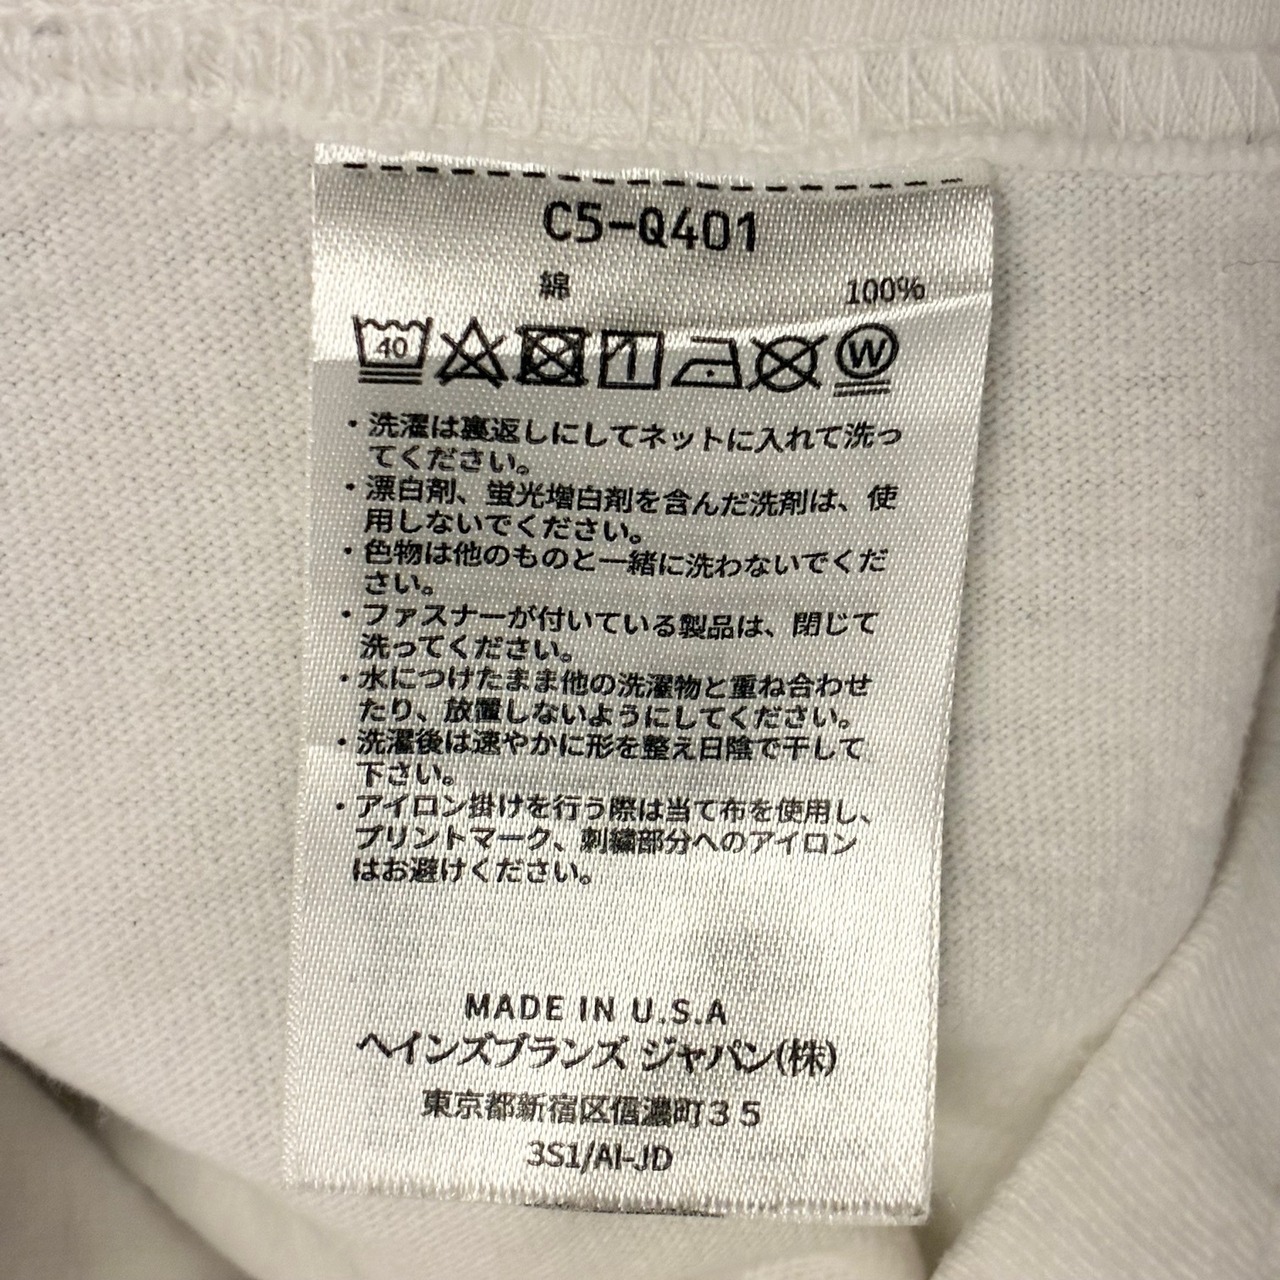 C5-Q401
綿 100%
40 W
・洗濯は裏返しにしてネットに入れて洗っ
てください。
・漂白剤、蛍光増白剤を含んだ洗剤は、使
用しないでください。
・色物は他のものと一緒に洗わないでくだ
さい。
・ファスナーが付いている製品は、閉じて
洗ってください。
・水につけたまま他の洗濯物と重ね合わせ
たり、放置しないようにしてください。
・洗濯後は速やかに形を整え日陰で干して
下さい。
・アイロン掛けを行う際は当て布を使用し、
プリントマーク、刺繍部分へのアイロン
はお避けください。
MADE IN U.S.A
ヘインズブランズ ジャパン(株)
東京都新宿区信濃町35
3S1/AI-JD